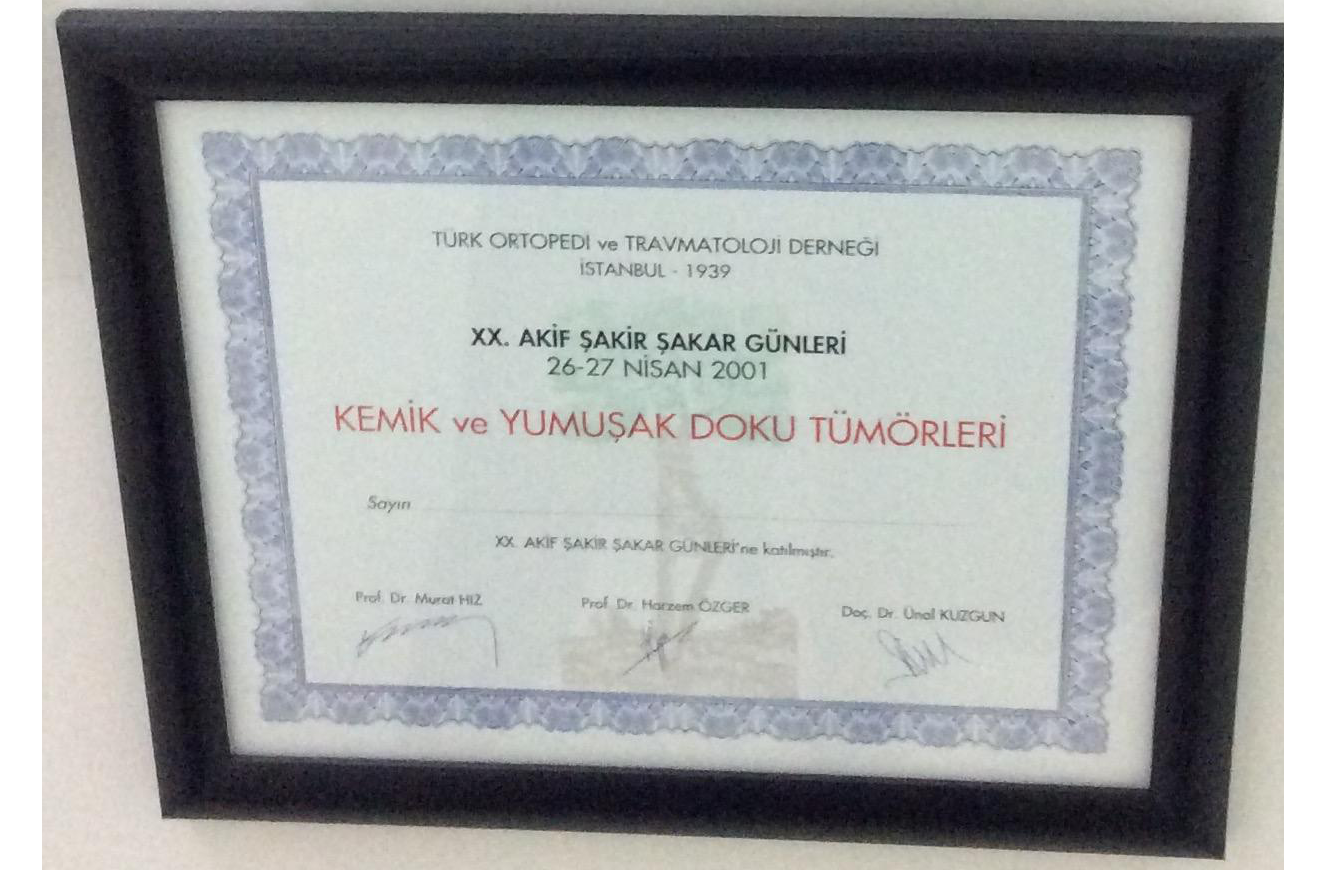 TÜRK ORTOPEDİ ve TRAVMATOLOJİ DERNEĞİ
İSTANBUL - 1939
XX. AKİF ŞAKİR ŞAKAR GÜNLERİ
26-27 NİSAN 2001
KEMİK ve YUMUŞAK DOKU TÜMÖRLERİ
Sayın
XX. AKİF ŞAKİR ŞAKAR GÜNLERİ'ne katılmıştır.
Prof. Dr. Murat HIZ Prof. Dr. Harzem ÖZGER Doç. Dr. Ünal KUZGUN